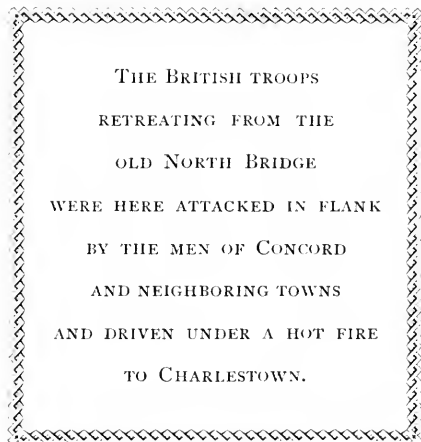 The British troops
retreating from the
old North Bridge
were here attacked in flank
by the men of Concord
and neighboring towns
and driven under a hot fire
to Charlestown.